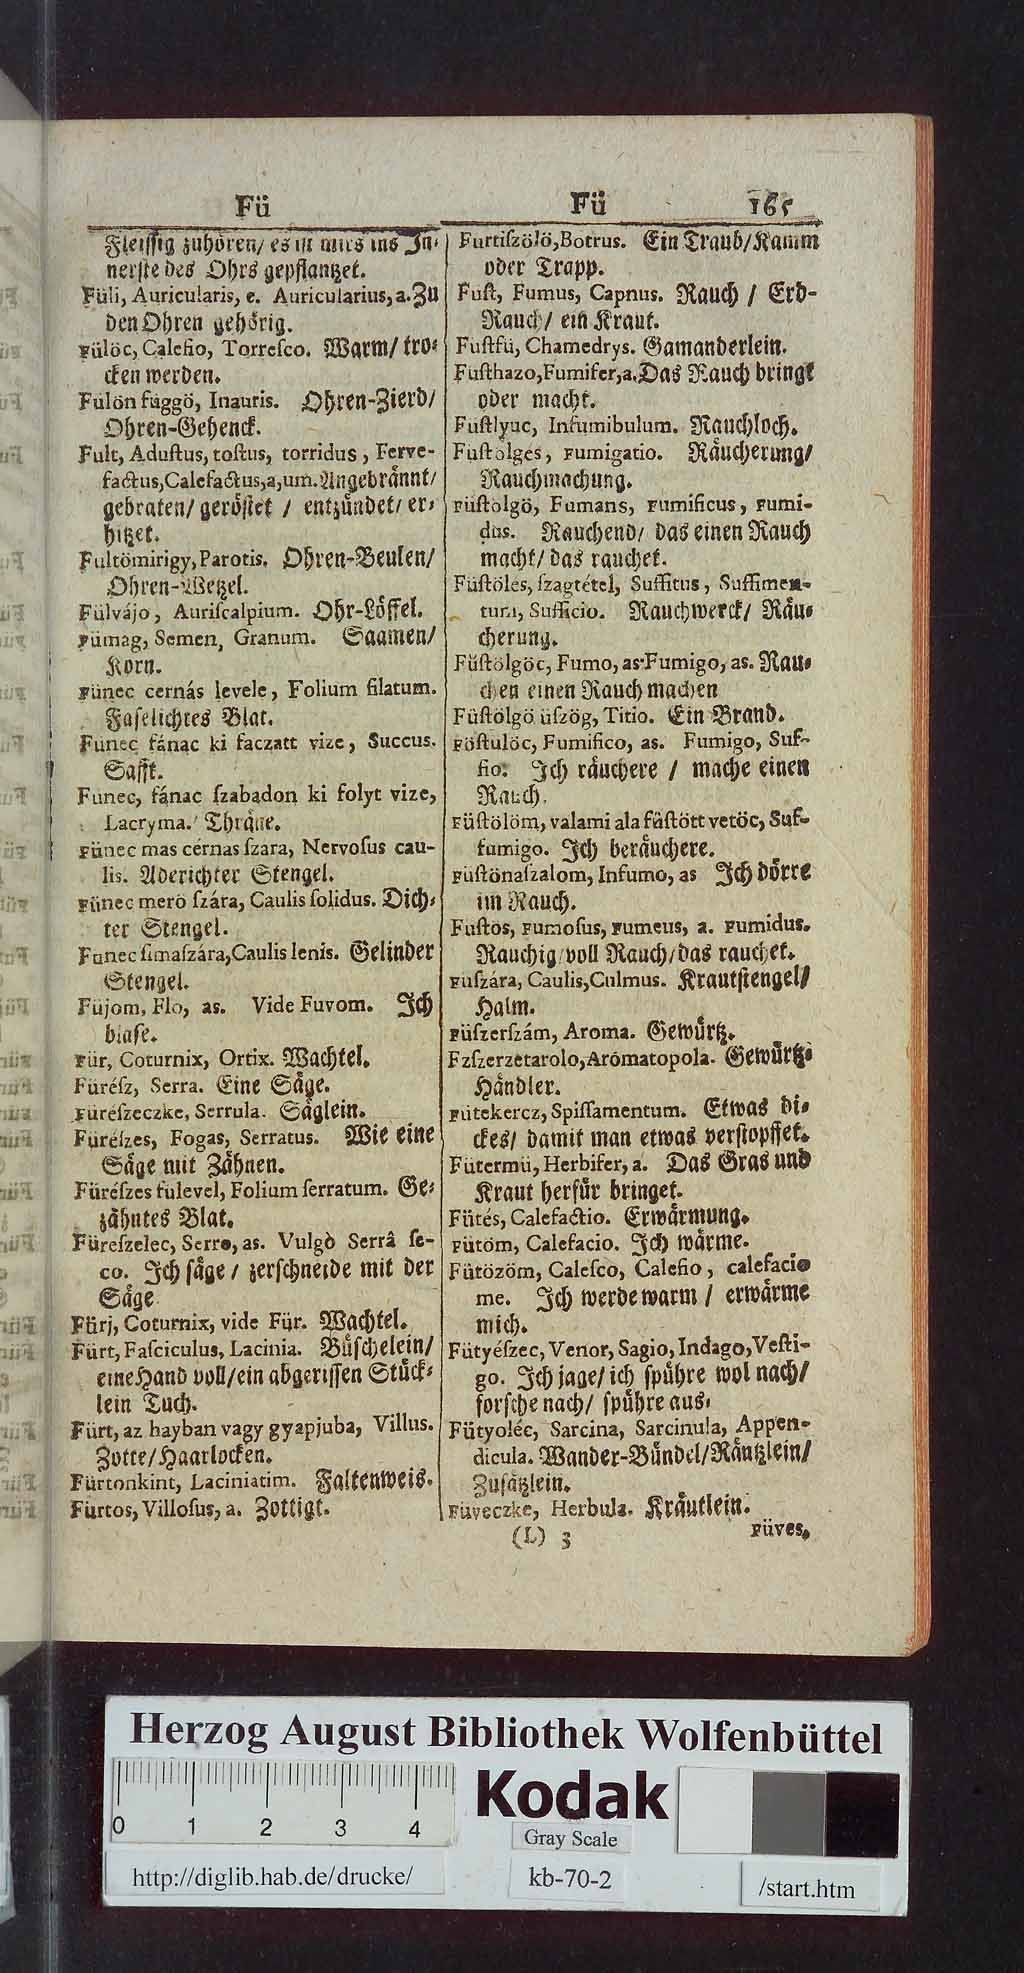 Fü
Fleissig zuhören/ es ist mirs ins In-
nerste des Ohrs gepflantzet.
Füli, Auricularis, e. Auricularius, a. Zu
den Ohren gehörig.
Fülöc, Calefio, Torreſco. Warm/ tro-
cken werden.
Fülön függö, Inauris. Ohren-Zierd/
Ohren-Gehenck.
Fült, Aduſtus, toſtus, torridus, Ferve-
factus, Calefactus, a, um. Angebrännt/
gebraten/ geröstet / entzündet/ er-
hitzet.
Fültömirigy, Parotis. Ohren-Beulen/
Ohren-Wetzel.
Fülvájo, Auriſcalpium. Ohr-Löffel.
Fümag, Semen, Granum. Saamen/
Korn.
Fünec cernás levele, Folium filatum.
Faselichtes Blat.
Fünec fánac ki faczatt vize, Succus.
Safft.
Funec, fánac ſzabadon ki folyt vize,
Lacryma. Thräne.
Fünec mas cérnas ſzara, Nervoſus cau-
lis. Aderichter Stengel.
Fünec merö ſzára, Caulis ſolidus. Dich-
ter Stengel.
Funec ſimaſzára, Caulis lenis. Gelinder
Stengel.
Füjom, Flo, as. Vide Fuvom. Ich
blase.
Für, Coturnix, Ortix. Wachtel.
Füréſz, Serra. Eine Säge.
Füréſzeczke, Serrula. Säglein.
Füréſzes, Fogas, Serratus. Wie eine
Säge mit Zähnen.
Füréſzes fulevel, Folium ſerratum. Ge-
zähntes Blat.
Füreſzelec, Serro, as. Vulgò Serrâ ſe-
co. Ich säge / zerschneide mit der
Säge
Fürj, Coturnix, vide Für. Wachtel.
Fürt, Faſciculus, Lacinia. Büschelein/
eine Hand voll/ ein abgerissen Stück-
lein Tuch.
Fürt, az hayban vagy gyapjuba, Villus.
Zotte/ Haarlocken.
Fürtonkint, Laciniatim. Faltenweis.
Fürtos, Villoſus, a. Zottigt.
Fü 165
Furtiſzölö, Botrus. Ein Traub/ Kamm
oder Trapp.
Fuſt, Fumus, Capnus. Rauch / Erd-
Rauch/ ein Kraut.
Fuſtfü, Chamedrys. Gamanderlein.
Fuſthazo, Fumifer, a. Das Rauch bringt
oder macht.
Fuſtlyuc, Infumibulum. Rauchloch.
Fuſtölges, Fumigatio. Räucherung/
Rauchmachung.
Füſtölgö, Fumans, Fumificus, Fumi-
dus. Rauchend/ das einen Rauch
macht/ das rauchet.
Füſtöles, ſzagtétel, Suffitus, Suffimen-
tum, Sufficio. Rauchwerck/ Räu-
cherung.
Füſtölgöc, Fumo, as. Fumigo, as. Rau-
chen einen Rauch machen
Füſtölgö üſzög, Titio. Ein Brand.
Föſtulöc, Fumifico, as. Fumigo, Suf-
fio. Ich räuchere / mache einen
Rauch.
Füſtölöm, valami ala füſtött vetöc, Suf-
fumigo. Ich beräuchere.
Füſtönaſzalom, Infumo, as Ich dörre
im Rauch.
Fuſtös, Fumoſus, Fumeus, a. Fumidus.
Rauchig/ voll Rauch/ das rauchet.
Füſzára, Caulis, Culmus. Krautstengel/
Halm.
Füſzerſzám, Aroma. Gewürtz.
Fzſzerzetarolo, Arómatopola. Gewürtz-
Händler.
Fütekercz, Spiſſamentum. Etwas di-
ckes/ damit man etwas verstopffet.
Fütermü, Herbifer, a. Das Gras und
Kraut herfür bringet.
Fütés, Calefactio. Erwärmung.
Fütöm, Calefacio. Ich wärme.
Fütözöm, Caleſco, Calefio, calefacio
me. Ich werde warm / erwärme
mich.
Fütyéſzec, Venor, Sagio, Indago, Veſti-
go. Ich jage/ ich spühre wol nach/
forsche nach/ spühre aus.
Fütyoléc, Sarcina, Sarcinula, Appen-
dicula. Wander-Bündel/ Räntzlein/
Zusätzlein.
Füveczke, Herbula. Kräutlein.
(L) 3 Füves,
Herzog August Bibliothek Wolfenbüttel
0 1 2 3 4
Kodak
Gray Scale
http://diglib.hab.de/drucke/
kb-70-2
/start.htm